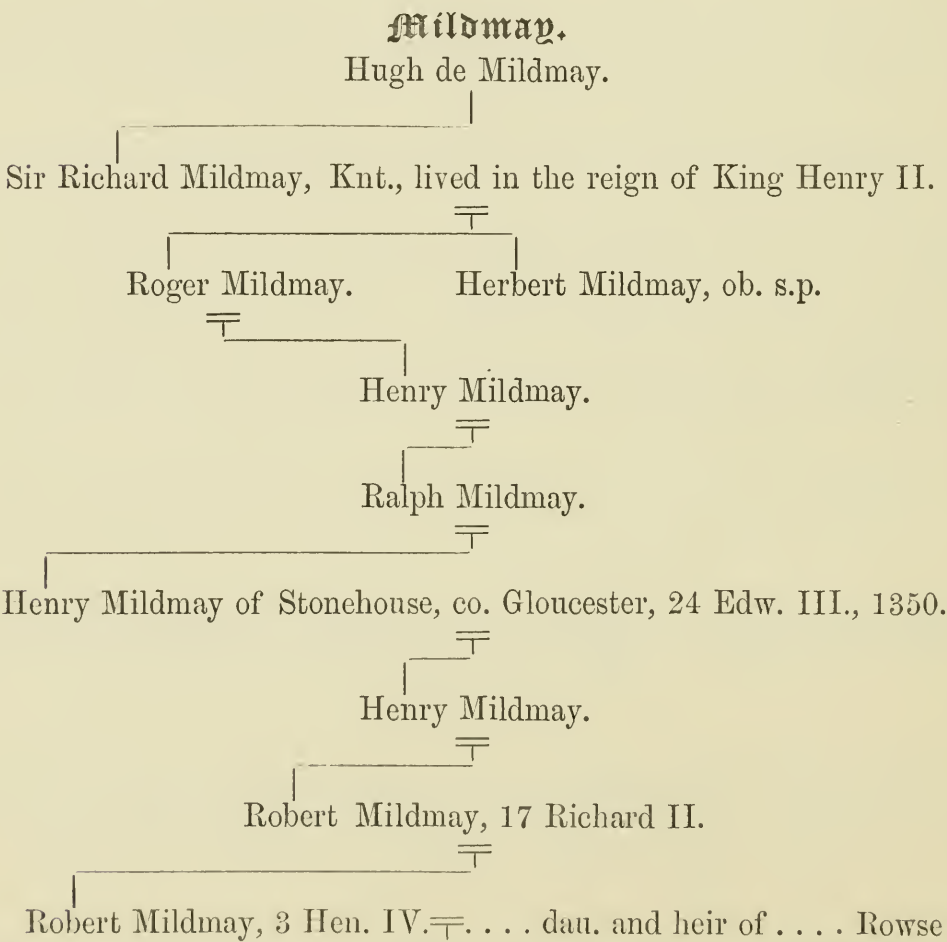 Mildmay.
Hugh de Mildmay.
Sir Richard Mildmay, Knt., lived in the reign of King Henry II.
Roger Mildmay. Herbert Mildmay, ob. s.p.
Henry Mildmay.
Ralph Mildmay.
Henry Mildmay of Stonehouse, co. Gloucester, 24 Edw. III., 1350.
Henry Mildmay.
Robert Mildmay, 17 Richard II.
Robert Mildmay, 3 Hen. IV. . . . . dau. and heir of . . . . Rowse